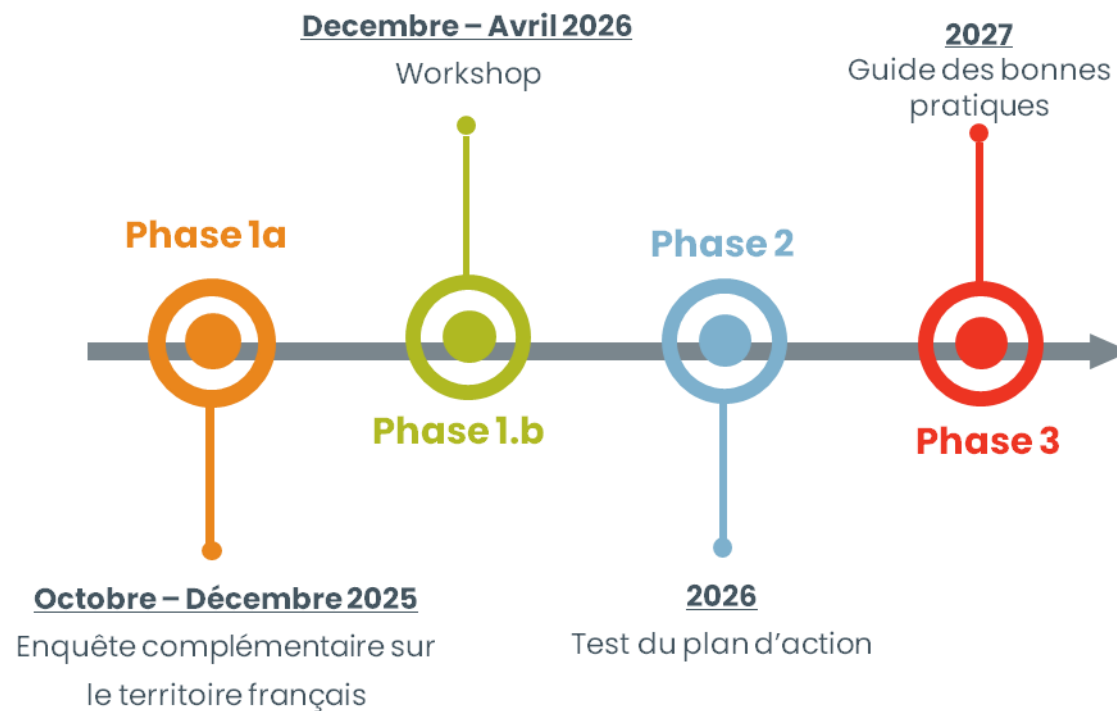 Decembre – Avril 2026
Workshop
2027
Guide des bonnes
pratiques
Phase 1a
Phase 2
Phase 1.b
Phase 3
Octobre – Décembre 2025
Enquête complémentaire sur
le territoire français
2026
Test du plan d'action